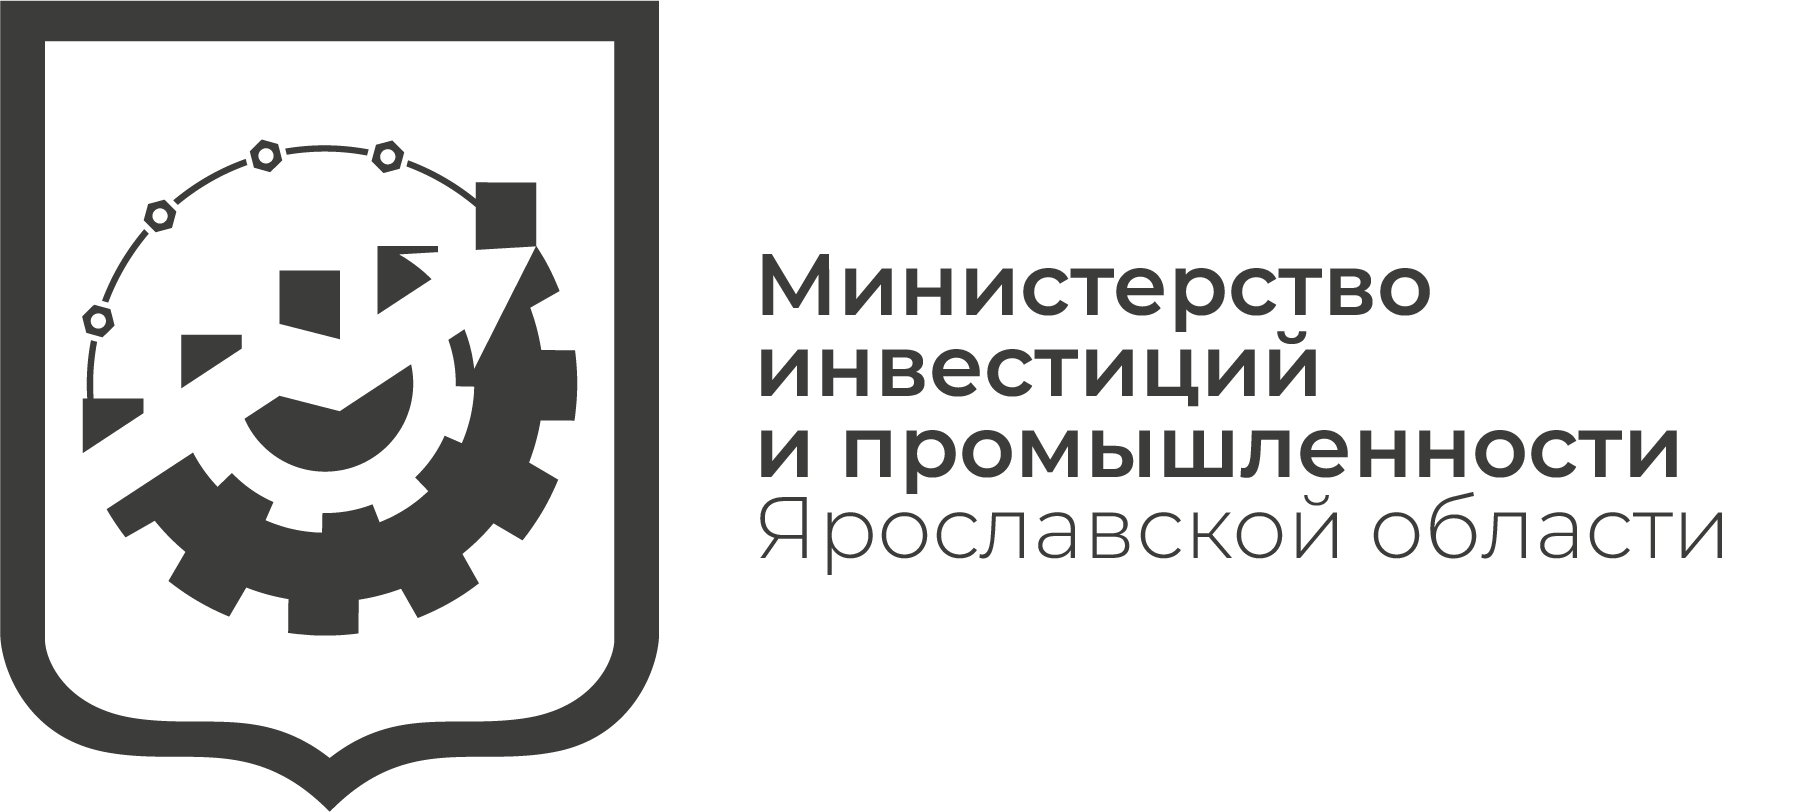 Министерство
инвестиций
и промышленности
Ярославской области